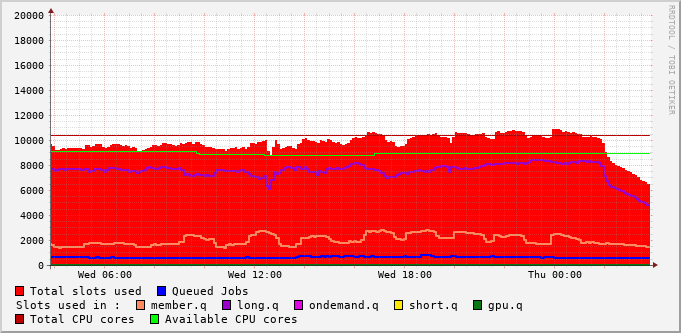 20000
18000
16000
14000
12000
10000
8000
6000
4000
2000
0
Wed 06:00 Wed 12:00 Wed 18:00 Thu 00:00
Total slots used Queued Jobs
Slots used in : member.q long.q ondemand.q short.q gpu.q
Total CPU cores Available CPU cores
RRDTOOL / TOBI OETIKER